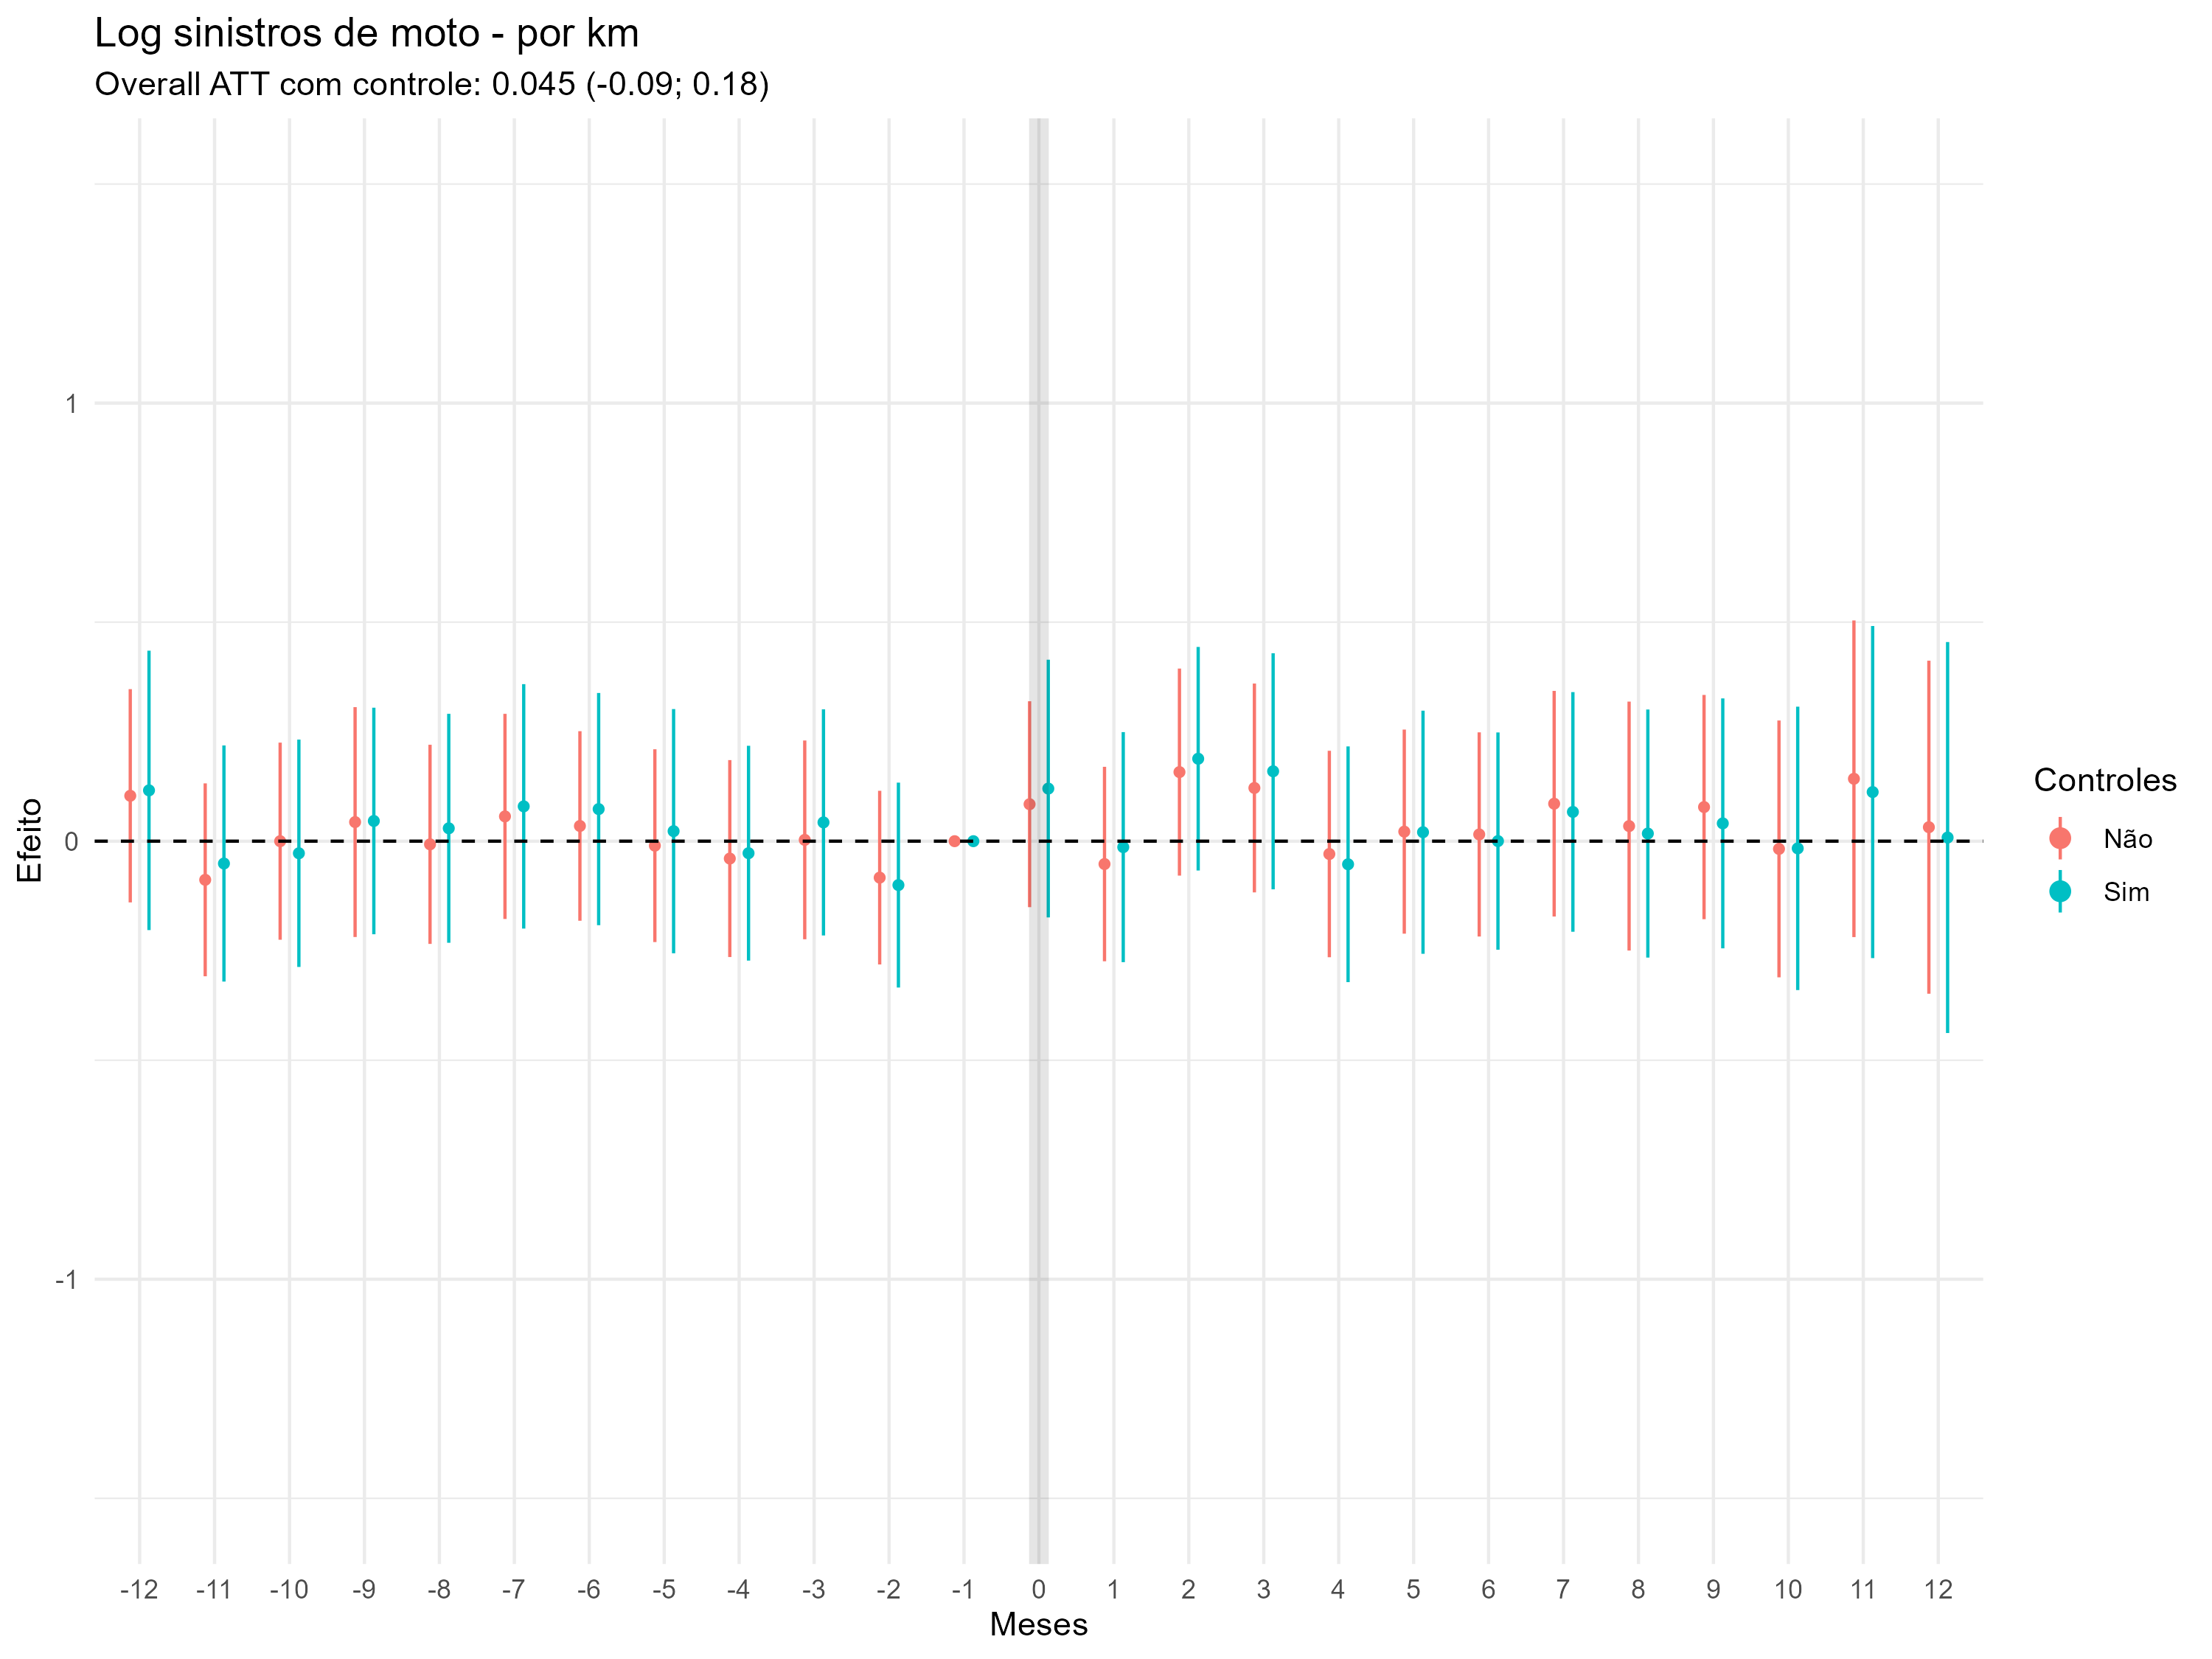 Log sinistros de moto - por km
Overall ATT com controle: 0.045 (-0.09; 0.18)
Efeito
1
0
-1
-12 -11 -10 -9 -8 -7 -6 -5 -4 -3 -2 -1 0 1 2 3 4 5 6 7 8 9 10 11 12
Meses
Controles
Não
Sim